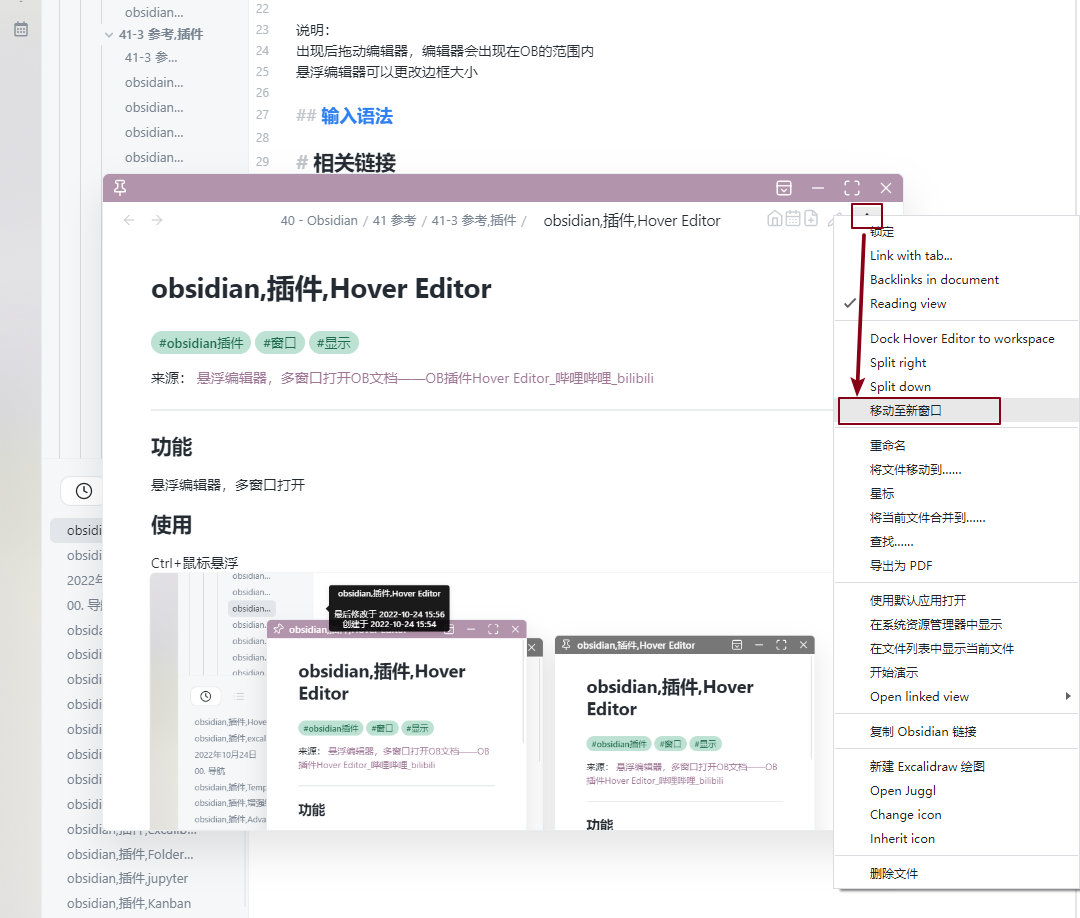 obsidian...
41-3 参考,插件
41-3 参...
obsidain...
obsidian...
obsidian...
obsidian...
22
23 说明：
24 出现后拖动编辑器，编辑器会出现在OB的范围内
25 悬浮编辑器可以更改边框大小
26
27 ## 输入语法
28
29 # 相关链接
40 - Obsidian / 41 参考 / 41-3 参考,插件 / obsidian,插件,Hover Editor
obsidian,插件,Hover Editor
#obsidian插件 #窗口 #显示
来源： 悬浮编辑器，多窗口打开OB文档——OB插件Hover Editor_哔哩哔哩_bilibili
功能
悬浮编辑器，多窗口打开
使用
Ctrl+鼠标悬浮
obsidian...
obsidian...
obsidian...
obsidian...
obsidian...
obsidian...
obsidian...
obsidian,插件,Hover Editor
最后修改于 2022-10-24 15:56
创建于 2022-10-24 15:54
obsidian,插件,Hover Editor
obsidian,插件,Hover
Editor
#obsidian插件 #窗口 #显示
来源： 悬浮编辑器，多窗口打开OB文档——OB
插件Hover Editor_哔哩哔哩_bilibili
功能
obsidian,插件,Hove
obsidian,插件,excal
2022年10月24日
00. 导航
obsidian,插件,Temp
obsidian,插件,增强
obsidian,插件,Adva
obsidian,插件,Hover Editor
obsidian,插件,Hover
Editor
#obsidian插件 #窗口 #显示
来源： 悬浮编辑器，多窗口打开OB文档——OB
插件Hover Editor_哔哩哔哩_bilibili
功能
锁定
Link with tab...
Backlinks in document
Reading view
Dock Hover Editor to workspace
Split right
Split down
移动至新窗口
重命名
将文件移动到......
星标
将当前文件合并到......
查找......
导出为 PDF
使用默认应用打开
在系统资源管理器中显示
在文件列表中显示当前文件
开始演示
Open linked view
复制 Obsidian 链接
新建 Excalidraw 绘图
Open Juggl
Change icon
Inherit icon
删除文件
obsidi
obsidi
2022年
00. 导
obsida
obsidi
obsidi
obsidi
obsidi
obsidi
obsidi
obsidi
obsidian,插件,Excalib...
obsidian,插件,Folder...
obsidian,插件,jupyter
obsidian,插件,Kanban